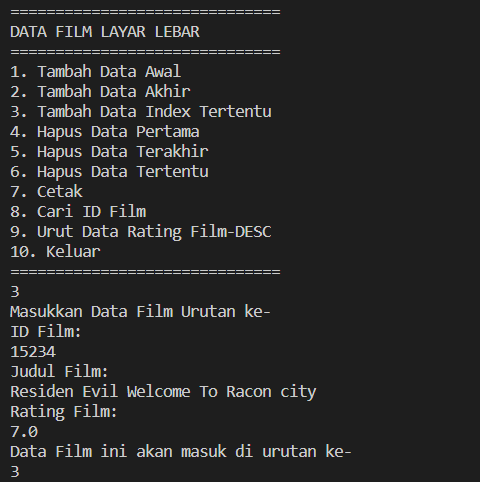 ==============================
DATA FILM LAYAR LEBAR
==============================
1. Tambah Data Awal
2. Tambah Data Akhir
3. Tambah Data Index Tertentu
4. Hapus Data Pertama
5. Hapus Data Terakhir
6. Hapus Data Tertentu
7. Cetak
8. Cari ID Film
9. Urut Data Rating Film-DESC
10. Keluar
==============================
3
Masukkan Data Film Urutan ke-
ID Film:
15234
Judul Film:
Residen Evil Welcome To Racon city
Rating Film:
7.0
Data Film ini akan masuk di urutan ke-
3